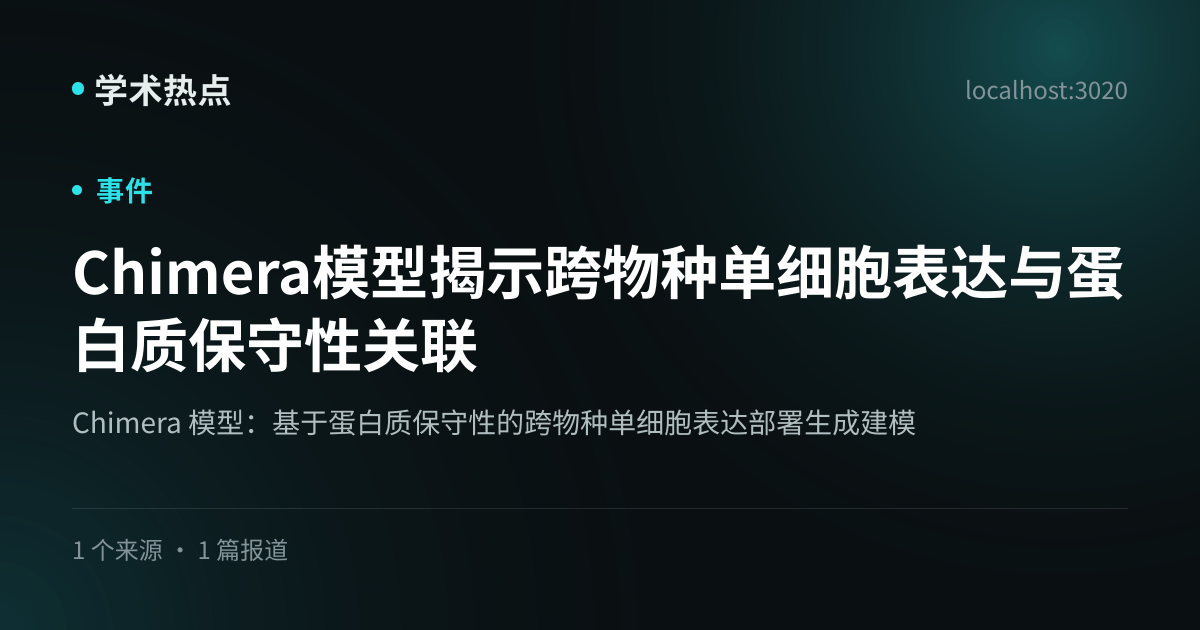 学术热点
localhost:3020
事件
Chimera模型揭示跨物种单细胞表达与蛋
白质保守性关联
Chimera 模型：基于蛋白质保守性的跨物种单细胞表达部署生成建模
1 个来源 · 1 篇报道